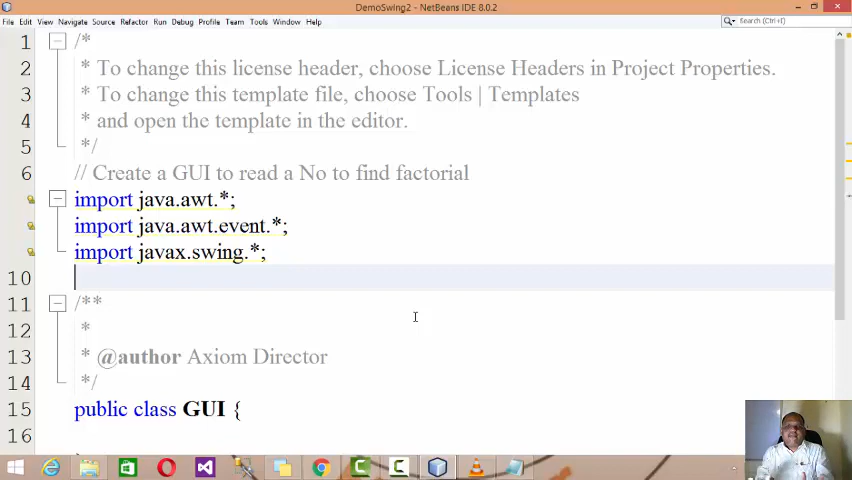 DemoSwing2 - NetBeans IDE 8.0.2
File Edit View Navigate Source Refactor Run Debug Profile Team Tools Window Help
Search (Ctrl+I)
1 /*
2 * To change this license header, choose License Headers in Project Properties.
3 * To change this template file, choose Tools | Templates
4 * and open the template in the editor.
5 */
6 // Create a GUI to read a No to find factorial
import java.awt.*;
import java.awt.event.*;
import javax.swing.*;
10
11 /**
12 *
13 * @author Axiom Director
14 */
15 public class GUI {
16